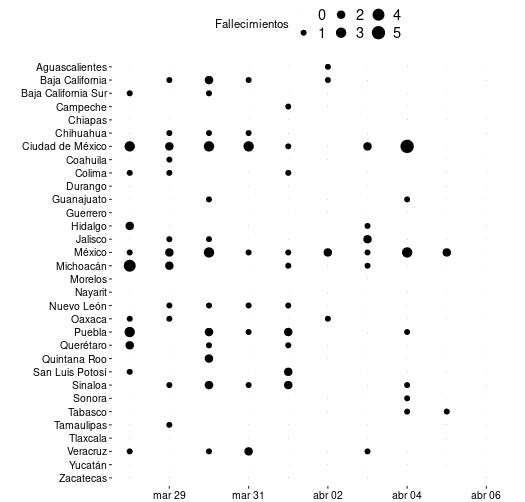 Fallecimientos
0 2 4
1 3 5
Aguascalientes
Baja California
Baja California Sur
Campeche
Chiapas
Chihuahua
Ciudad de México
Coahuila
Colima
Durango
Guanajuato
Guerrero
Hidalgo
Jalisco
México
Michoacán
Morelos
Nayarit
Nuevo León
Oaxaca
Puebla
Querétaro
Quintana Roo
San Luis Potosí
Sinaloa
Sonora
Tabasco
Tamaulipas
Tlaxcala
Veracruz
Yucatán
Zacatecas
mar 29 mar 31 abr 02 abr 04 abr 06